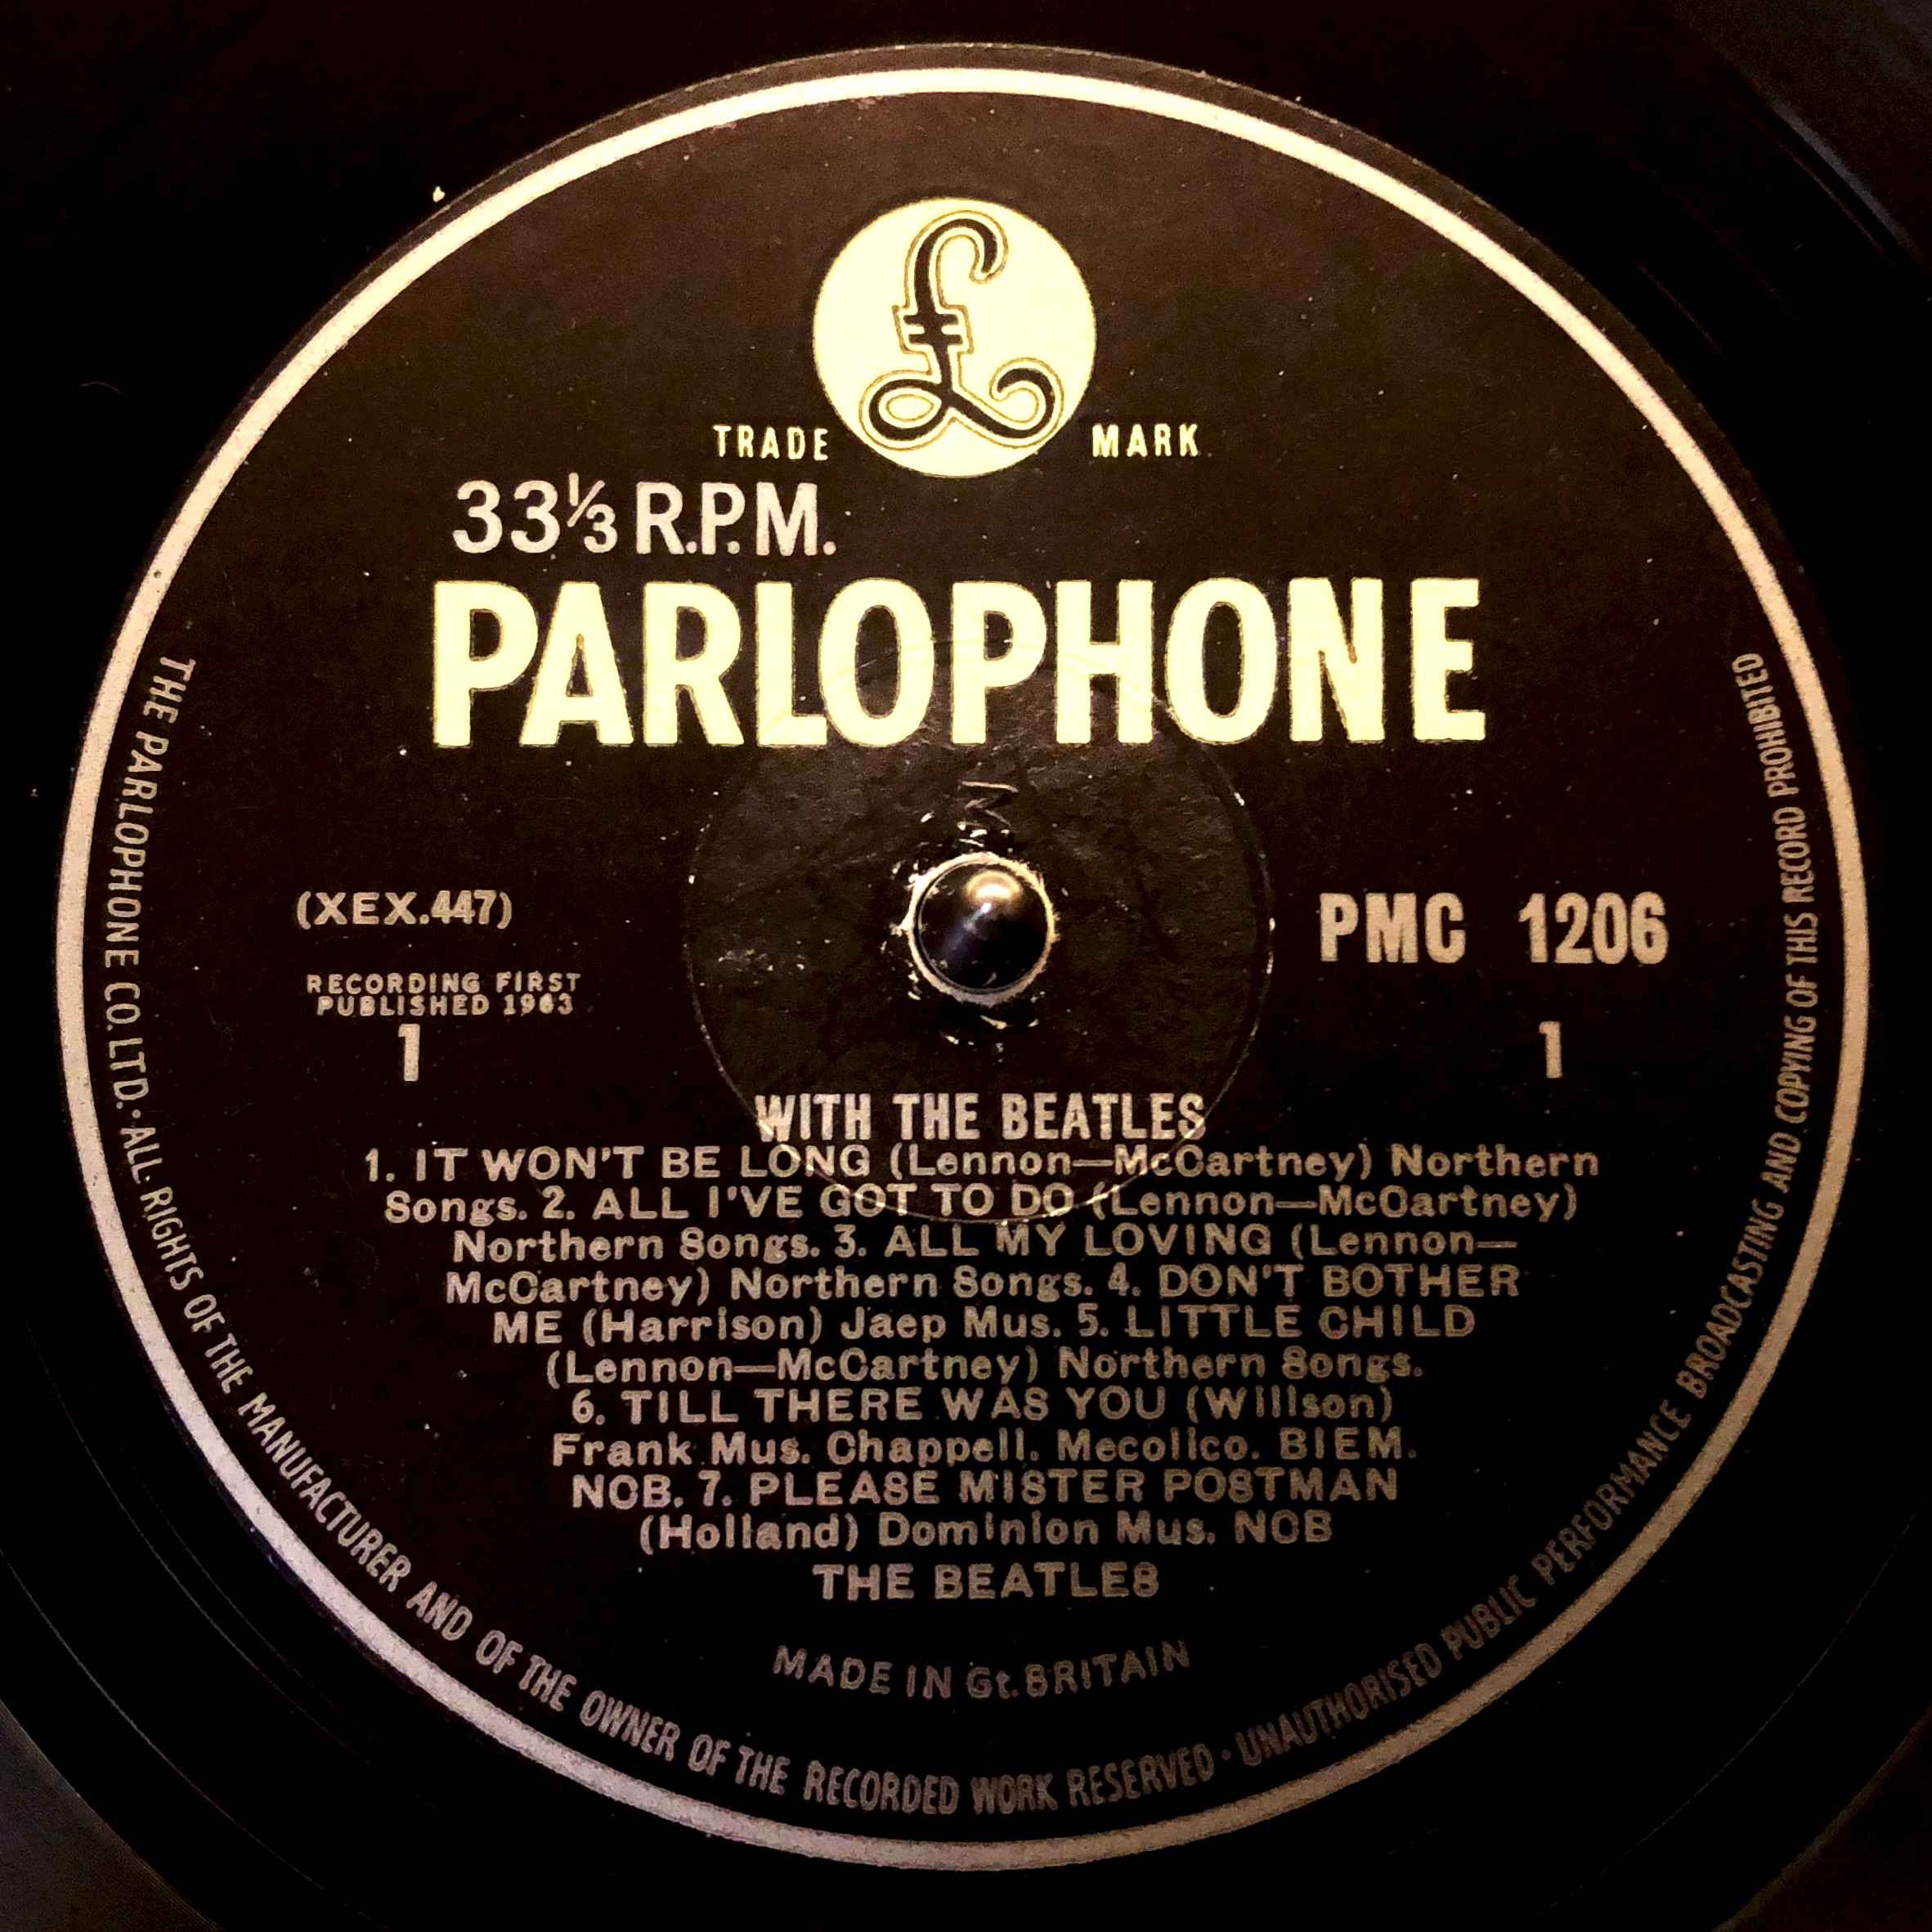 £
TRADE MARK
33⅓ R.P.M.
PARLOPHONE
(XEX.447)
PMC 1206
RECORDING FIRST
PUBLISHED 1963
1
1
WITH THE BEATLES
1. IT WON'T BE LONG (Lennon—McCartney) Northern
Songs. 2. ALL I'VE GOT TO DO (Lennon—McCartney)
Northern Songs. 3. ALL MY LOVING (Lennon—
McCartney) Northern Songs. 4. DON'T BOTHER
ME (Harrison) Jaep Mus. 5. LITTLE CHILD
(Lennon—McCartney) Northern Songs.
6. TILL THERE WAS YOU (Willson)
Frank Mus. Chappell. Mecolico. BIEM.
NCB. 7. PLEASE MISTER POSTMAN
(Holland) Dominion Mus. NCB
THE BEATLES
MADE IN Gt. BRITAIN
THE PARLOPHONE CO. LTD. · ALL RIGHTS OF THE MANUFACTURER AND OF THE OWNER OF THE RECORDED WORK RESERVED · UNAUTHORISED PUBLIC PERFORMANCE BROADCASTING AND COPYING OF THIS RECORD PROHIBITED